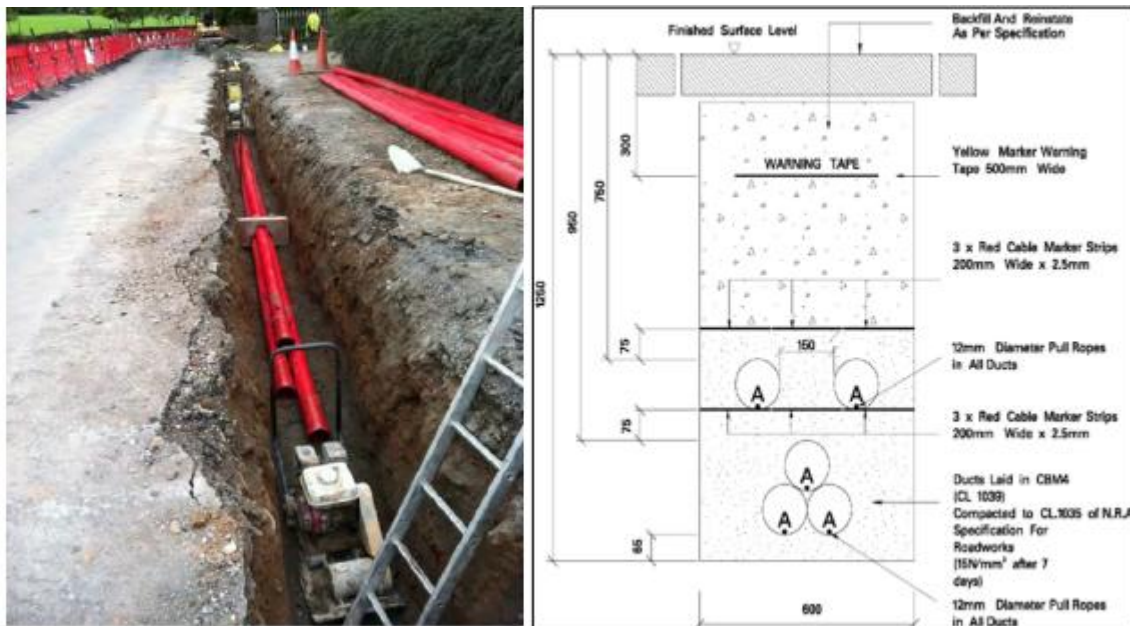 Finished Surface Level
Backfill And Reinstate
As Per Specification
300
WARNING TAPE
Yellow Marker Warning
Tape 500mm Wide
750
950
1250
3 x Red Cable Marker Strips
200mm Wide x 2.5mm
75
150
12mm Diameter Pull Ropes
in All Ducts
A
A
75
3 x Red Cable Marker Strips
200mm Wide x 2.5mm
A
A
A
Ducts Laid in CBM4
(CL 1039)
Compacted to CL.1035 of N.R.A
Specification For
Roadworks
(15N/mm² after 7
days)
65
600
12mm Diameter Pull Ropes
in All Ducts